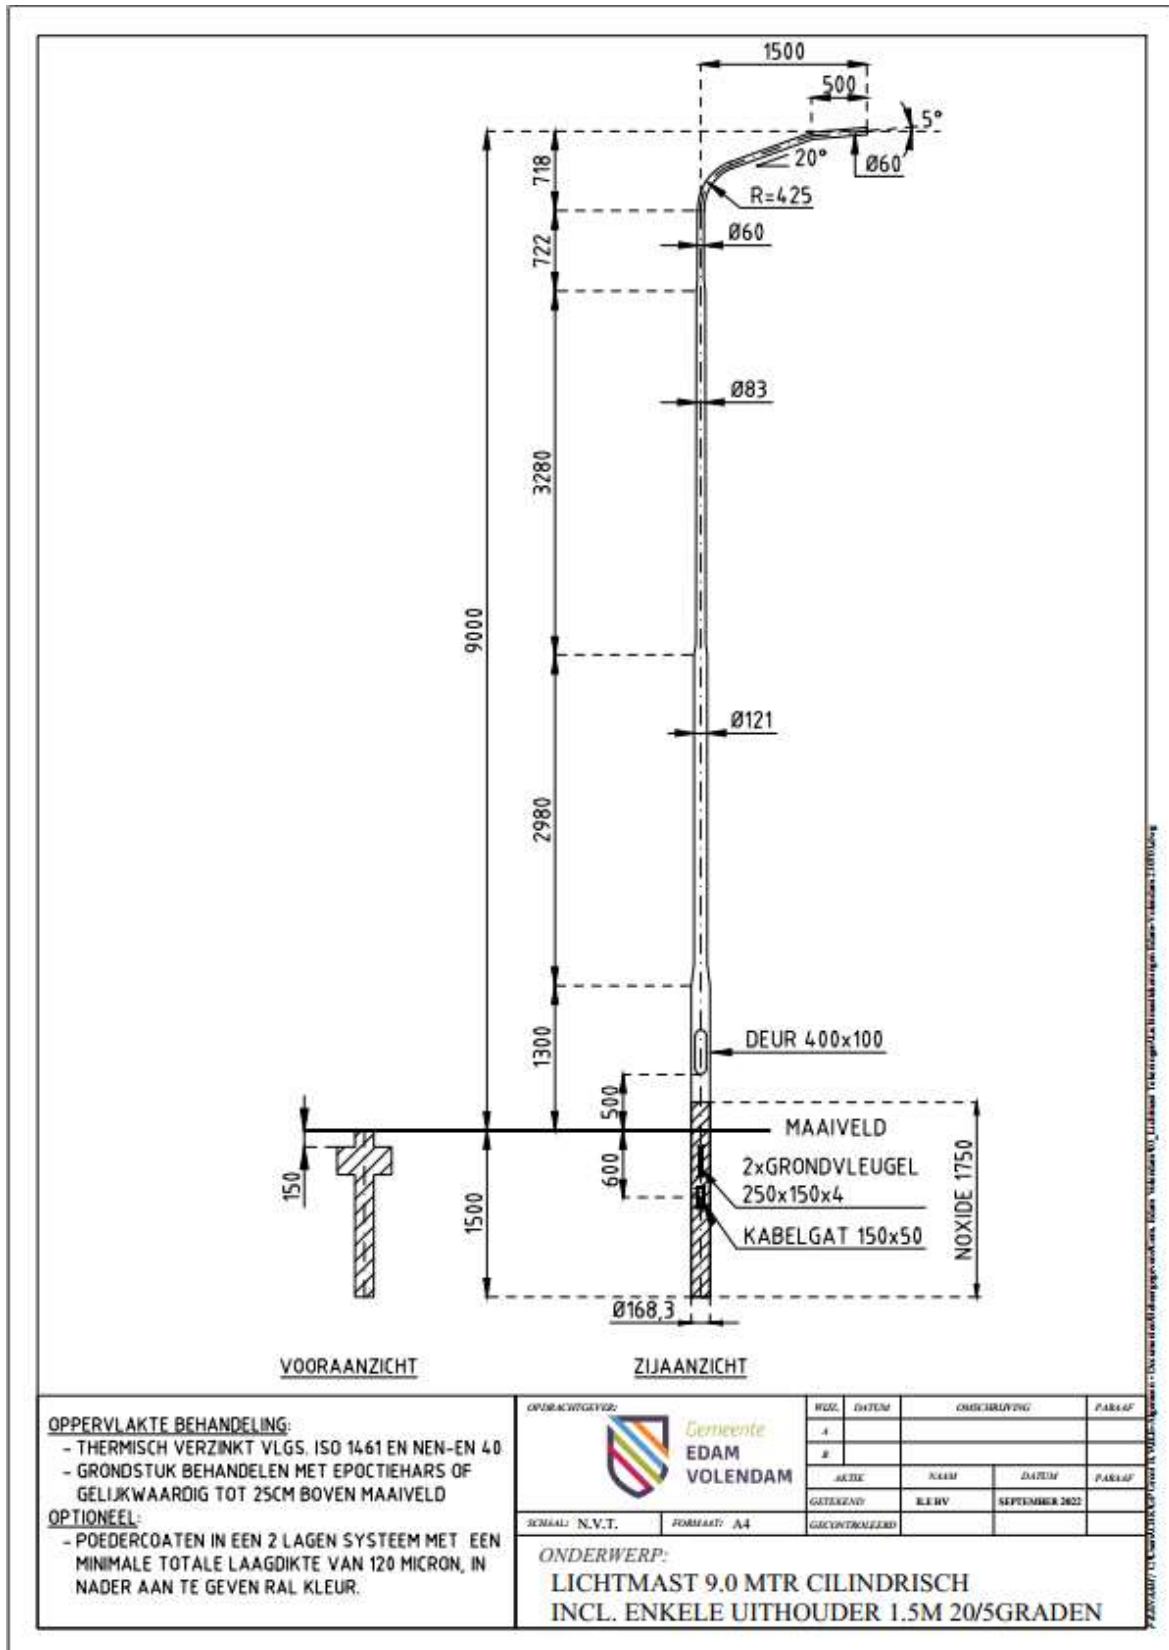 1500
500
5°
20°
Ø60
R=425
718
Ø60
722
Ø83
3280
9000
Ø121
2980
DEUR 400x100
1300
500
MAAIVELD
2xGRONDVLEUGEL
250x150x4
600
KABELGAT 150x50
150
1500
NOXIDE 1750
Ø168,3
VOORAANZICHT
ZIJAANZICHT
OPPERVLAKTE BEHANDELING:
- THERMISCH VERZINKT VLGS. ISO 1461 EN NEN-EN 40
- GRONDSTUK BEHANDELEN MET EPOCTIEHARS OF
GELIJKWAARDIG TOT 25CM BOVEN MAAIVELD
OPTIONEEL:
- POEDERCOATEN IN EEN 2 LAGEN SYSTEEM MET EEN
MINIMALE TOTALE LAAGDIKTE VAN 120 MICRON, IN
NADER AAN TE GEVEN RAL KLEUR.
OPDRACHTGEVER:
Gemeente
EDAM
VOLENDAM
SCHAAL: N.V.T. FORMAAT: A4
WIJZ. DATUM OMSCHRIJVING PARAAF
A
B
AKTIE NAAM DATUM PARAAF
GETEKEND SEPTEMBER 2022
GECONTROLEERD
ONDERWERP:
LICHTMAST 9.0 MTR CILINDRISCH
INCL. ENKELE UITHOUDER 1.5M 20/5GRADEN